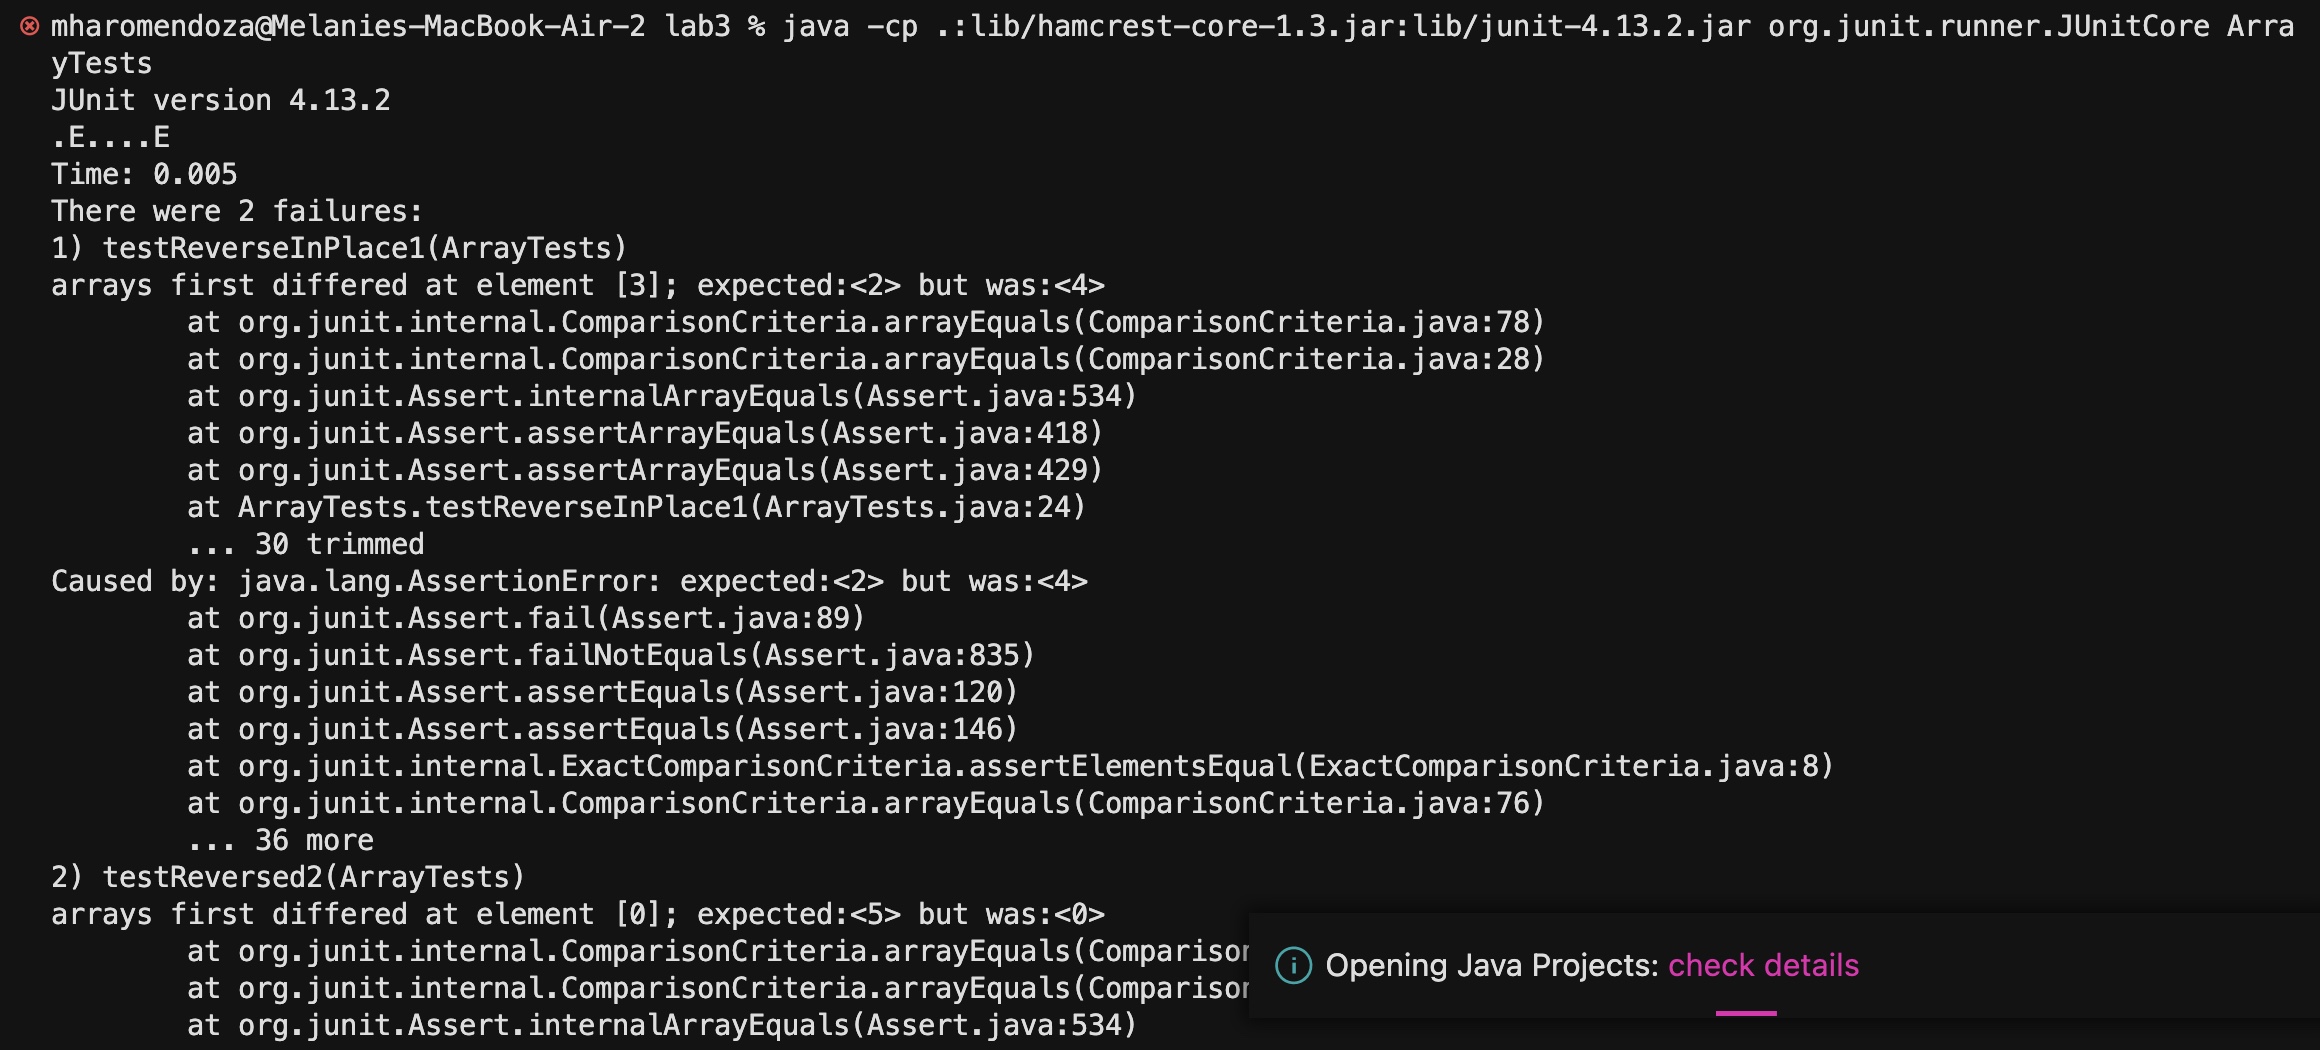 mharomendoza@Melanies-MacBook-Air-2 lab3 % java -cp .:lib/hamcrest-core-1.3.jar:lib/junit-4.13.2.jar org.junit.runner.JUnitCore Arra
yTests
JUnit version 4.13.2
.E....E
Time: 0.005
There were 2 failures:
1) testReverseInPlace1(ArrayTests)
arrays first differed at element [3]; expected:<2> but was:<4>
at org.junit.internal.ComparisonCriteria.arrayEquals(ComparisonCriteria.java:78)
at org.junit.internal.ComparisonCriteria.arrayEquals(ComparisonCriteria.java:28)
at org.junit.Assert.internalArrayEquals(Assert.java:534)
at org.junit.Assert.assertArrayEquals(Assert.java:418)
at org.junit.Assert.assertArrayEquals(Assert.java:429)
at ArrayTests.testReverseInPlace1(ArrayTests.java:24)
... 30 trimmed
Caused by: java.lang.AssertionError: expected:<2> but was:<4>
at org.junit.Assert.fail(Assert.java:89)
at org.junit.Assert.failNotEquals(Assert.java:835)
at org.junit.Assert.assertEquals(Assert.java:120)
at org.junit.Assert.assertEquals(Assert.java:146)
at org.junit.internal.ExactComparisonCriteria.assertElementsEqual(ExactComparisonCriteria.java:8)
at org.junit.internal.ComparisonCriteria.arrayEquals(ComparisonCriteria.java:76)
... 36 more
2) testReversed2(ArrayTests)
arrays first differed at element [0]; expected:<5> but was:<0>
at org.junit.internal.ComparisonCriteria.arrayEquals(Comparison
at org.junit.internal.ComparisonCriteria.arrayEquals(Comparison
at org.junit.Assert.internalArrayEquals(Assert.java:534)
Opening Java Projects: check details